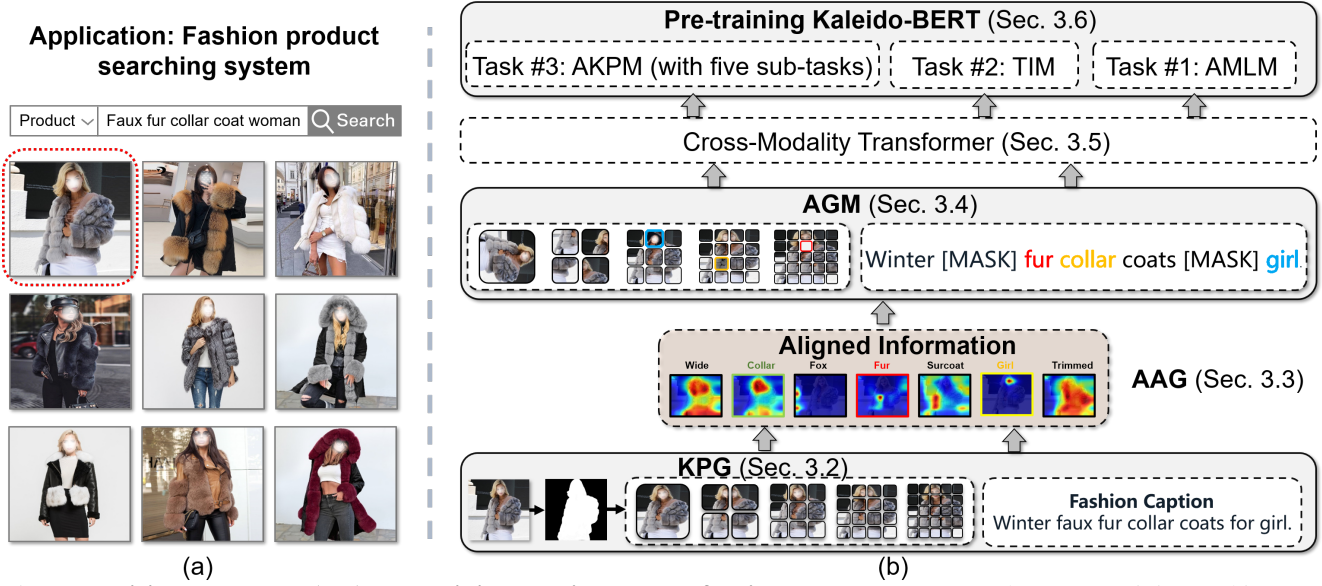 Application: Fashion product
searching system
Product
Faux fur collar coat woman
Search
(a)
Pre-training Kaleido-BERT (Sec. 3.6)
Task #3: AKPM (with five sub-tasks)
Task #2: TIM
Task #1: AMLM
Cross-Modality Transformer (Sec. 3.5)
AGM (Sec. 3.4)
Winter [MASK] fur collar coats [MASK] girl.
Aligned Information
Wide
Collar
Fox
Fur
Surcoat
Girl
Trimmed
AAG (Sec. 3.3)
KPG (Sec. 3.2)
Fashion Caption
Winter faux fur collar coats for girl.
(b)